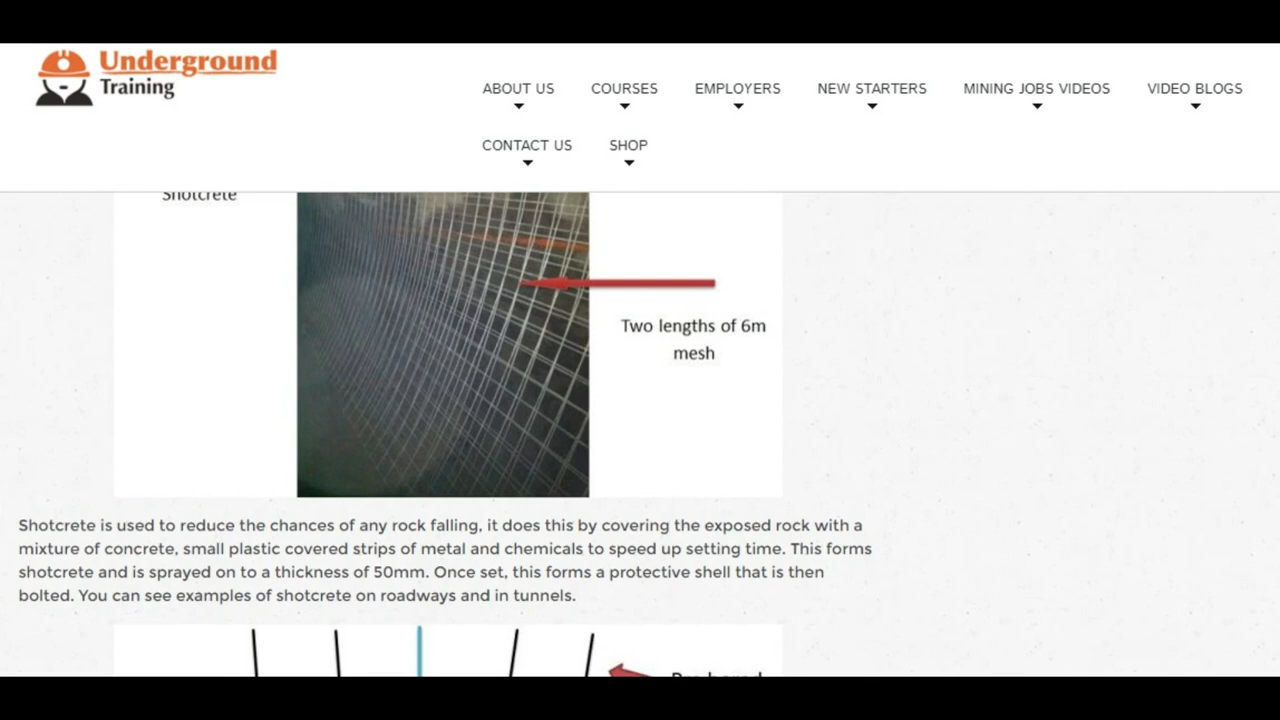 Underground
Training
ABOUT US
COURSES
EMPLOYERS
NEW STARTERS
MINING JOBS VIDEOS
VIDEO BLOGS
CONTACT US
SHOP
Shotcrete
Two lengths of 6m
mesh
Shotcrete is used to reduce the chances of any rock falling, it does this by covering the exposed rock with a
mixture of concrete, small plastic covered strips of metal and chemicals to speed up setting time. This forms
shotcrete and is sprayed on to a thickness of 50mm. Once set, this forms a protective shell that is then
bolted. You can see examples of shotcrete on roadways and in tunnels.